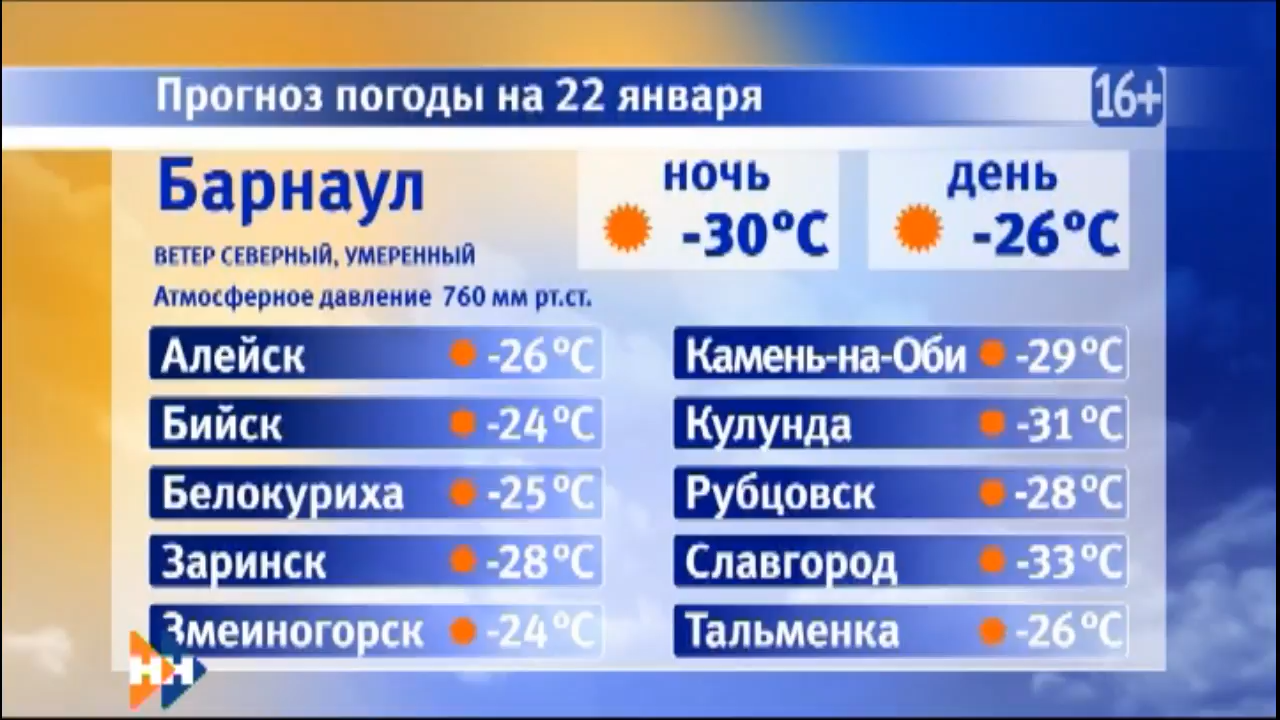 Прогноз погоды на 22 января
16+
Барнаул
ночь
-30°C
день
-26°C
ВЕТЕР СЕВЕРНЫЙ, УМЕРЕННЫЙ
Атмосферное давление 760 мм рт.ст.
Алейск -26°C
Бийск -24°C
Белокуриха -25°C
Заринск -28°C
Змеиногорск -24°C
Камень-на-Оби -29°C
Кулунда -31°C
Рубцовск -28°C
Славгород -33°C
Тальменка -26°C
НН